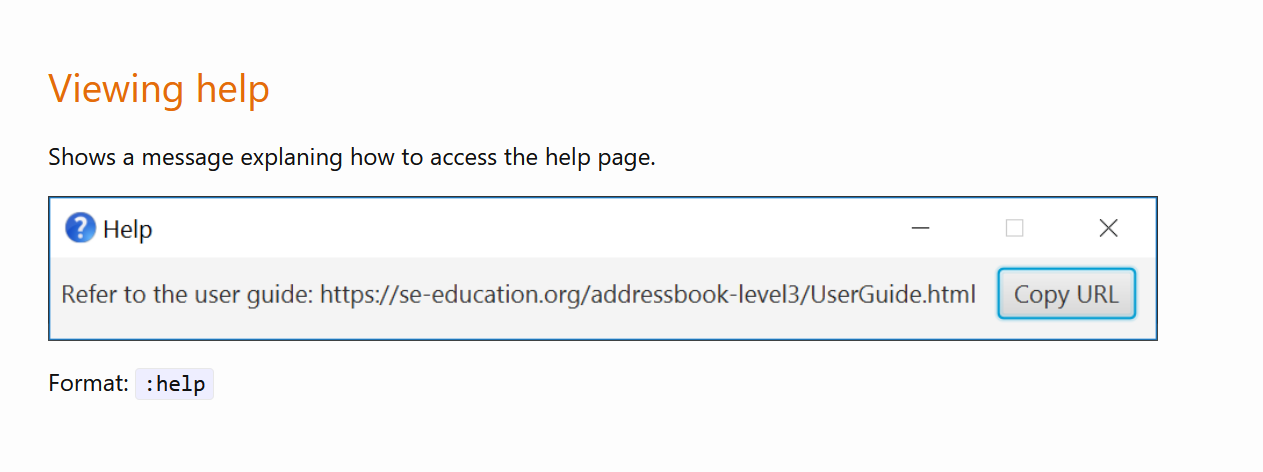 Viewing help
Shows a message explaning how to access the help page.
Help
Refer to the user guide: https://se-education.org/addressbook-level3/UserGuide.html Copy URL
Format: :help